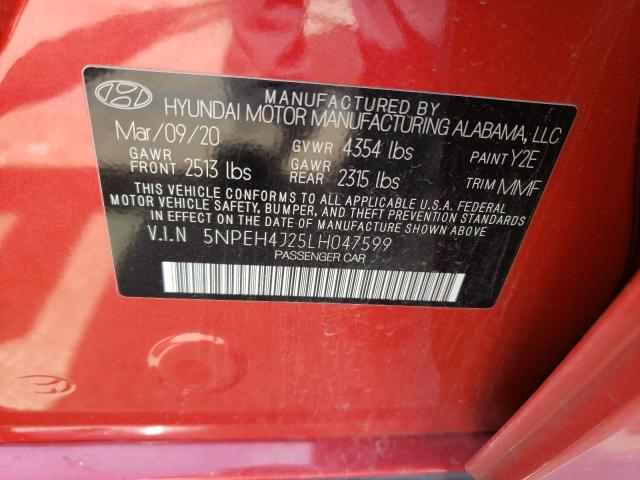 MANUFACTURED BY
HYUNDAI MOTOR MANUFACTURING ALABAMA, LLC
Mar/09/20 GVWR 4354 lbs PAINT Y2E
GAWR FRONT 2513 lbs GAWR REAR 2315 lbs TRIM MMF
THIS VEHICLE CONFORMS TO ALL APPLICABLE U.S.A. FEDERAL
MOTOR VEHICLE SAFETY, BUMPER, AND THEFT PREVENTION
STANDARDS IN EFFECT ON THE DATE OF MANUFACTURE SHOWN ABOVE.
V.I.N 5NPEH4J25LH047599
PASSENGER CAR